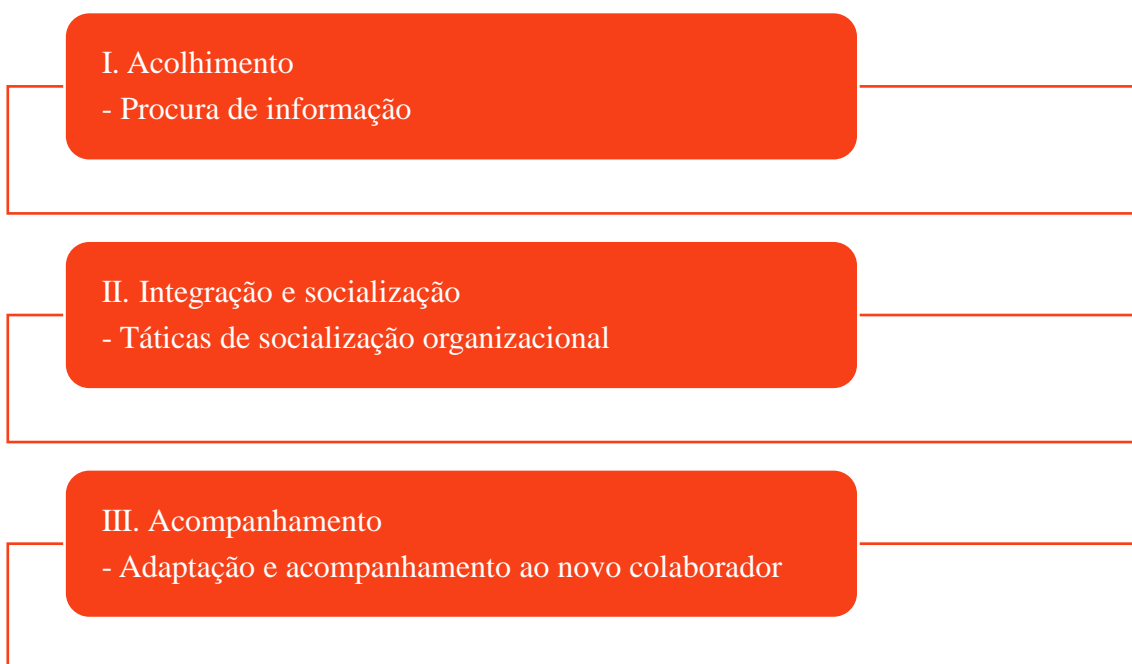 I. Acolhimento
- Procura de informação
II. Integração e socialização
- Táticas de socialização organizacional
III. Acompanhamento
- Adaptação e acompanhamento ao novo colaborador